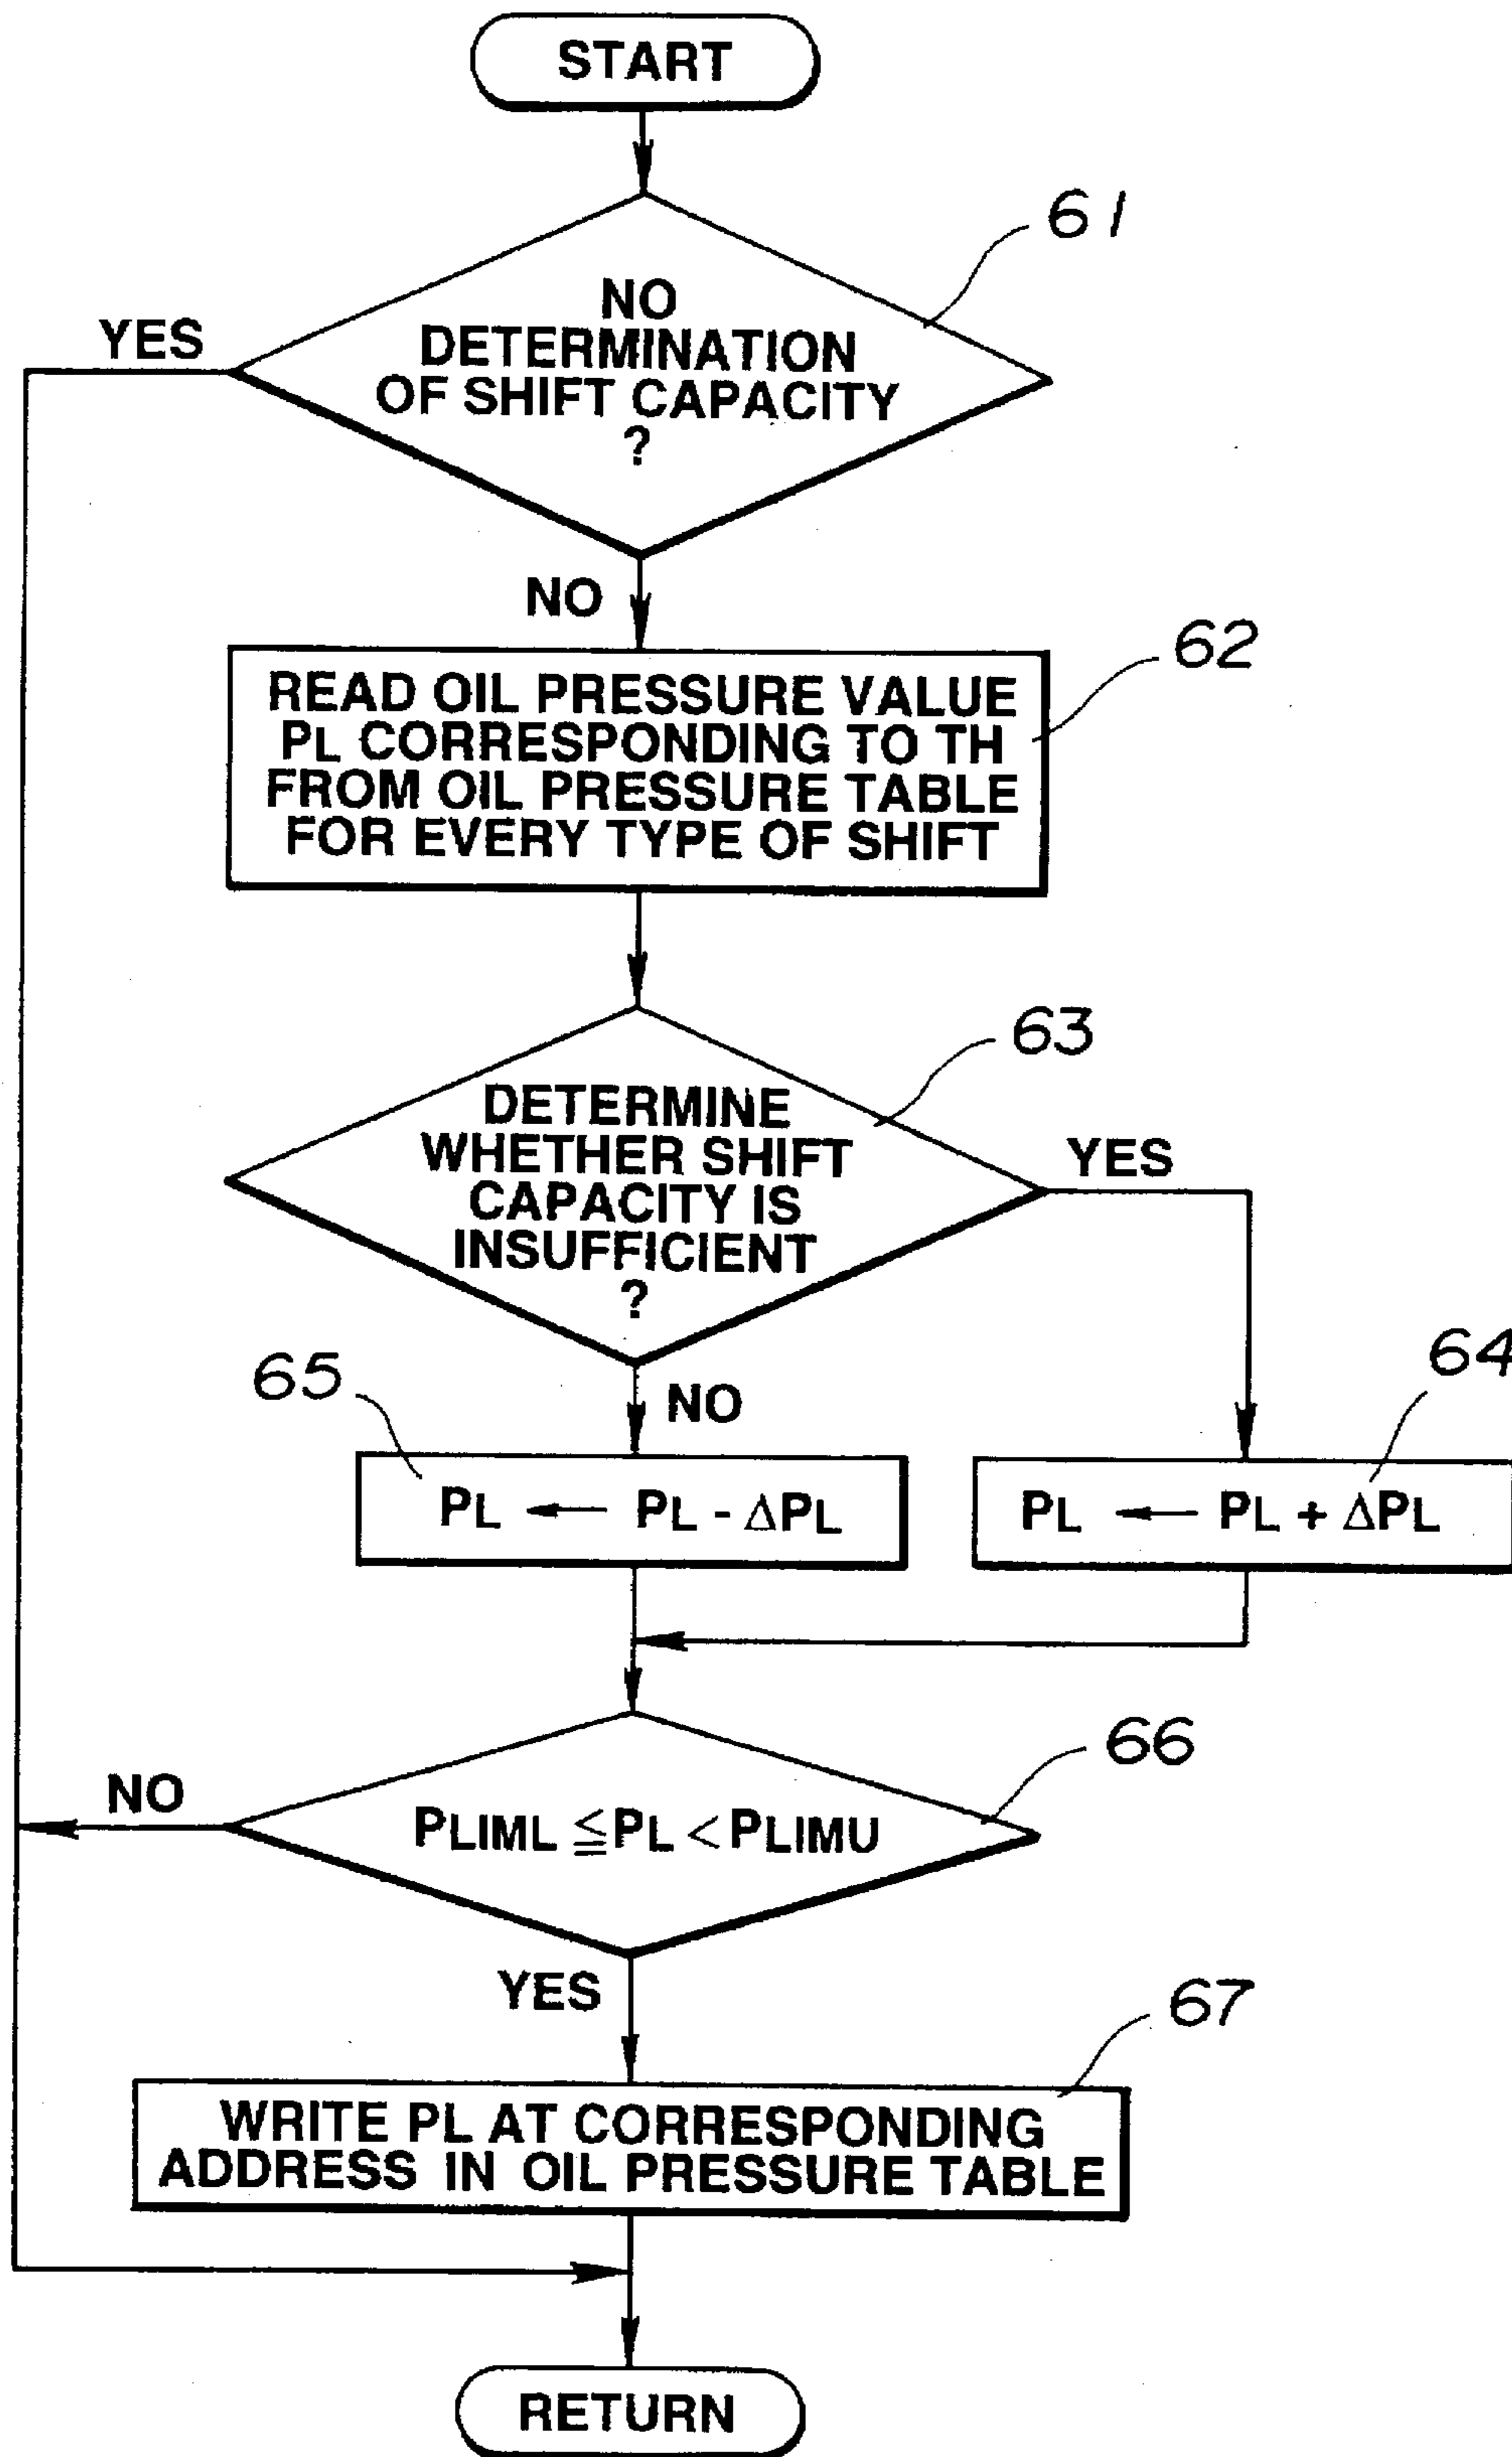 START
61
NO
DETERMINATION
OF SHIFT CAPACITY
?
YES
NO
62
READ OIL PRESSURE VALUE
PL CORRESPONDING TO TH
FROM OIL PRESSURE TABLE
FOR EVERY TYPE OF SHIFT
63
DETERMINE
WHETHER SHIFT
CAPACITY IS
INSUFFICIENT
?
YES
NO
65
PL ← PL - ΔPL
64
PL ← PL + ΔPL
66
PLIML ≦ PL < PLIMU
NO
YES
67
WRITE PL AT CORRESPONDING
ADDRESS IN OIL PRESSURE TABLE
RETURN